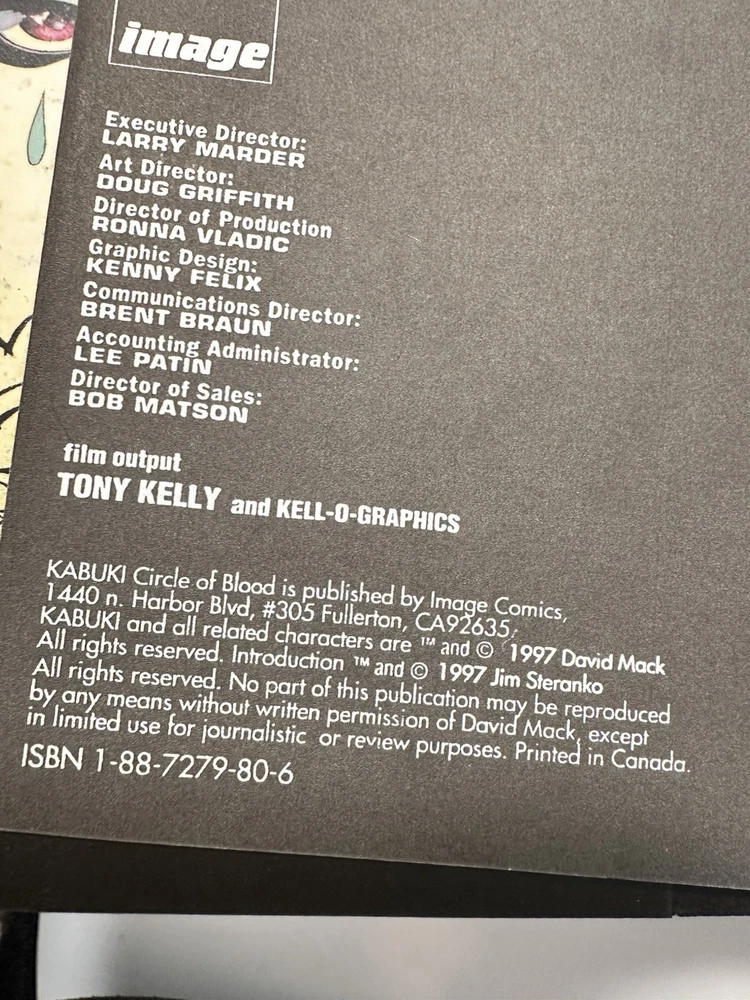 image
Executive Director:
LARRY MARDER
Art Director:
DOUG GRIFFITH
Director of Production
RONNA VLADIC
Graphic Design:
KENNY FELIX
Communications Director:
BRENT BRAUN
Accounting Administrator:
LEE PATIN
Director of Sales:
BOB MATSON
film output
TONY KELLY and KELL-O-GRAPHICS
KABUKI Circle of Blood is published by Image Comics,
1440 n. Harbor Blvd, #305 Fullerton, CA92635,
KABUKI and all related characters are ™ and © 1997 David Mack
All rights reserved. Introduction ™ and © 1997 Jim Steranko
All rights reserved. No part of this publication may be reproduced
by any means without written permission of David Mack, except
in limited use for journalistic or review purposes. Printed in Canada.
ISBN 1-88-7279-80-6